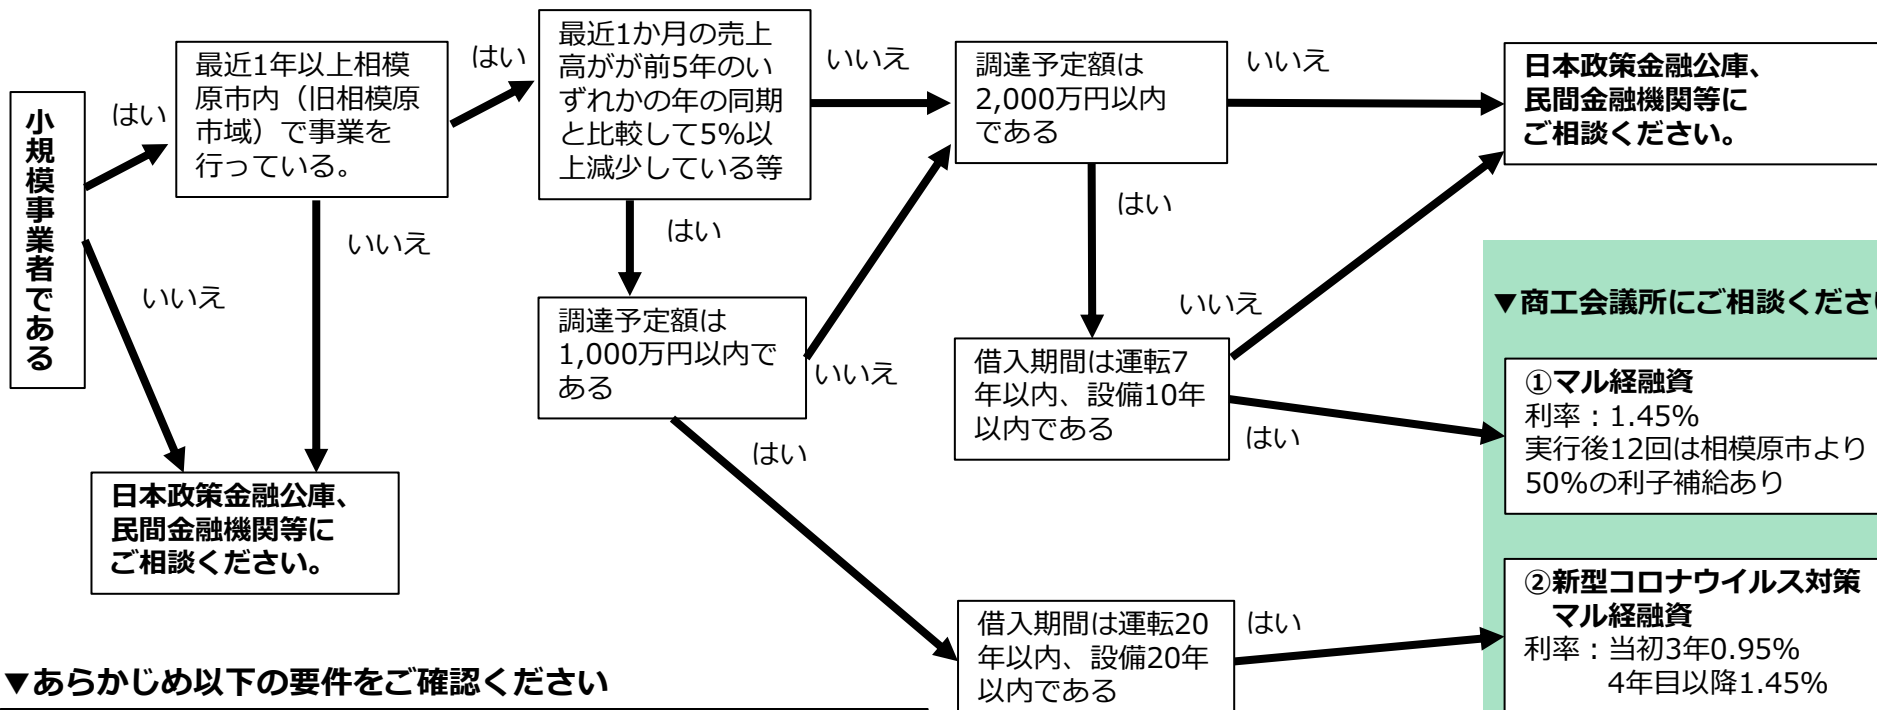 小規模事業者である
はい
いいえ
最近1年以上相模
原市内（旧相模原
市域）で事業を
行っている。
はい
いいえ
日本政策金融公庫、
民間金融機関等に
ご相談ください。
最近1か月の売上
高がが前5年のい
ずれかの年の同期
と比較して5%以
上減少している等
いいえ
はい
調達予定額は
1,000万円以内で
ある
いいえ
はい
調達予定額は
2,000万円以内
である
いいえ
はい
借入期間は運転7
年以内、設備10年
以内である
いいえ
はい
借入期間は運転20
年以内、設備20年
以内である
はい
日本政策金融公庫、
民間金融機関等に
ご相談ください。
▼商工会議所にご相談くださ
①マル経融資
利率：1.45%
実行後12回は相模原市より
50%の利子補給あり
②新型コロナウイルス対策
マル経融資
利率：当初3年0.95%
4年目以降1.45%
▼あらかじめ以下の要件をご確認ください